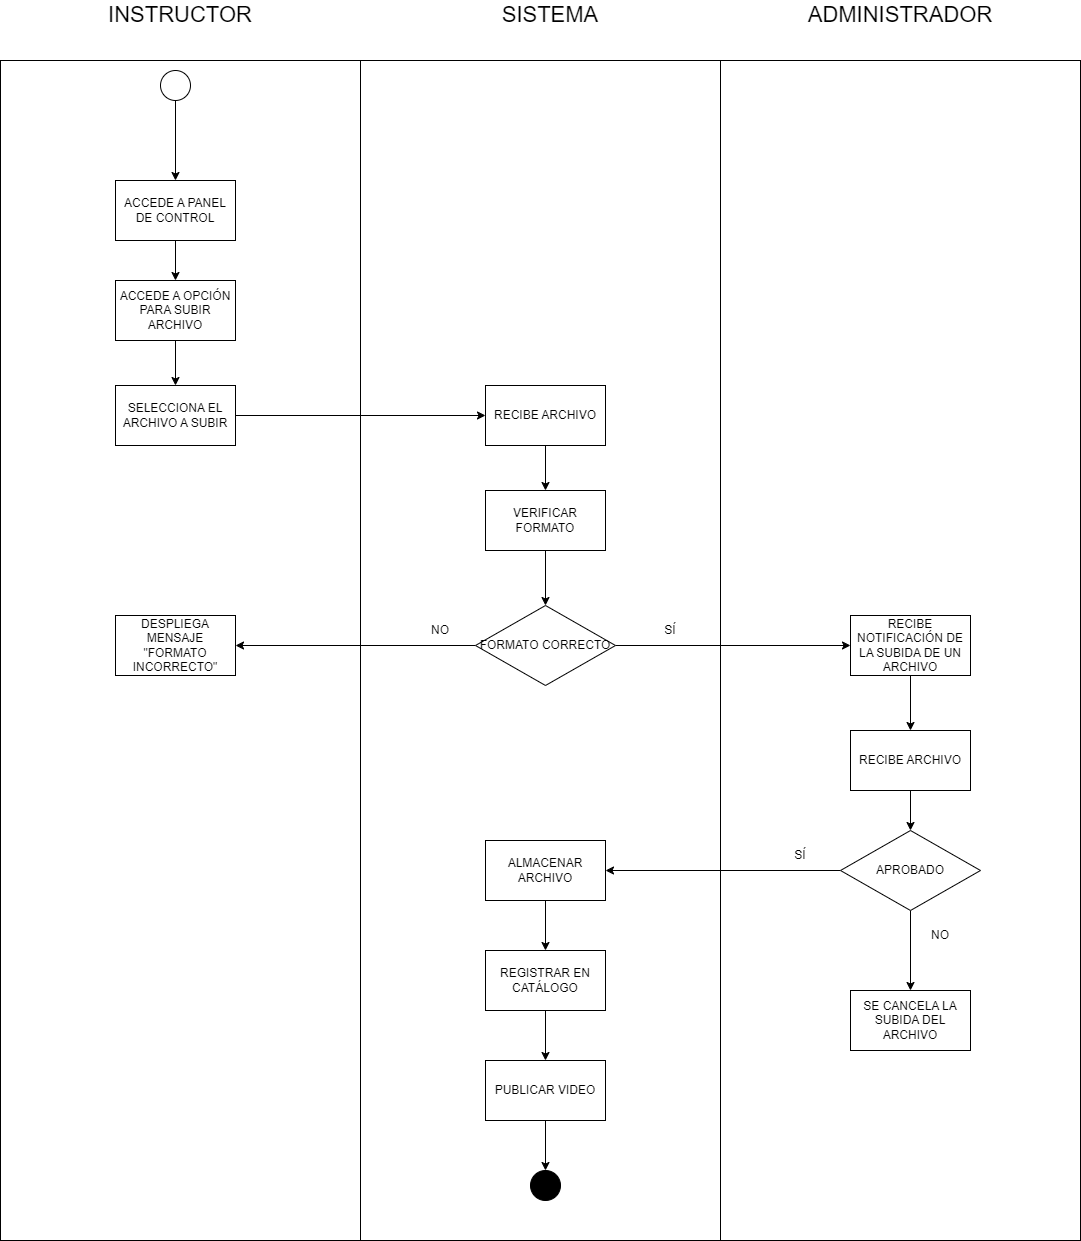 INSTRUCTOR
SISTEMA
ADMINISTRADOR
ACCEDE A PANEL
DE CONTROL
ACCEDE A OPCIÓN
PARA SUBIR
ARCHIVO
SELECCIONA EL
ARCHIVO A SUBIR
RECIBE ARCHIVO
VERIFICAR
FORMATO
FORMATO CORRECTO
NO
SÍ
DESPLIEGA
MENSAJE
"FORMATO
INCORRECTO"
RECIBE
NOTIFICACIÓN DE
LA SUBIDA DE UN
ARCHIVO
RECIBE ARCHIVO
APROBADO
SÍ
NO
ALMACENAR
ARCHIVO
REGISTRAR EN
CATÁLOGO
SE CANCELA LA
SUBIDA DEL
ARCHIVO
PUBLICAR VIDEO